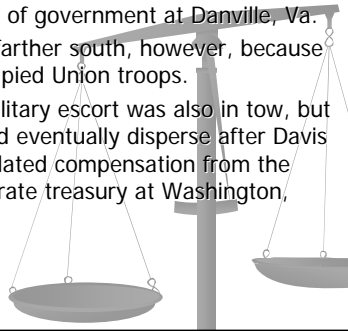 of government at Danville, Va.
farther south, however, because
pied Union troops.
litary escort was also in tow, but
d eventually disperse after Davis
lated compensation from the
rate treasury at Washington,